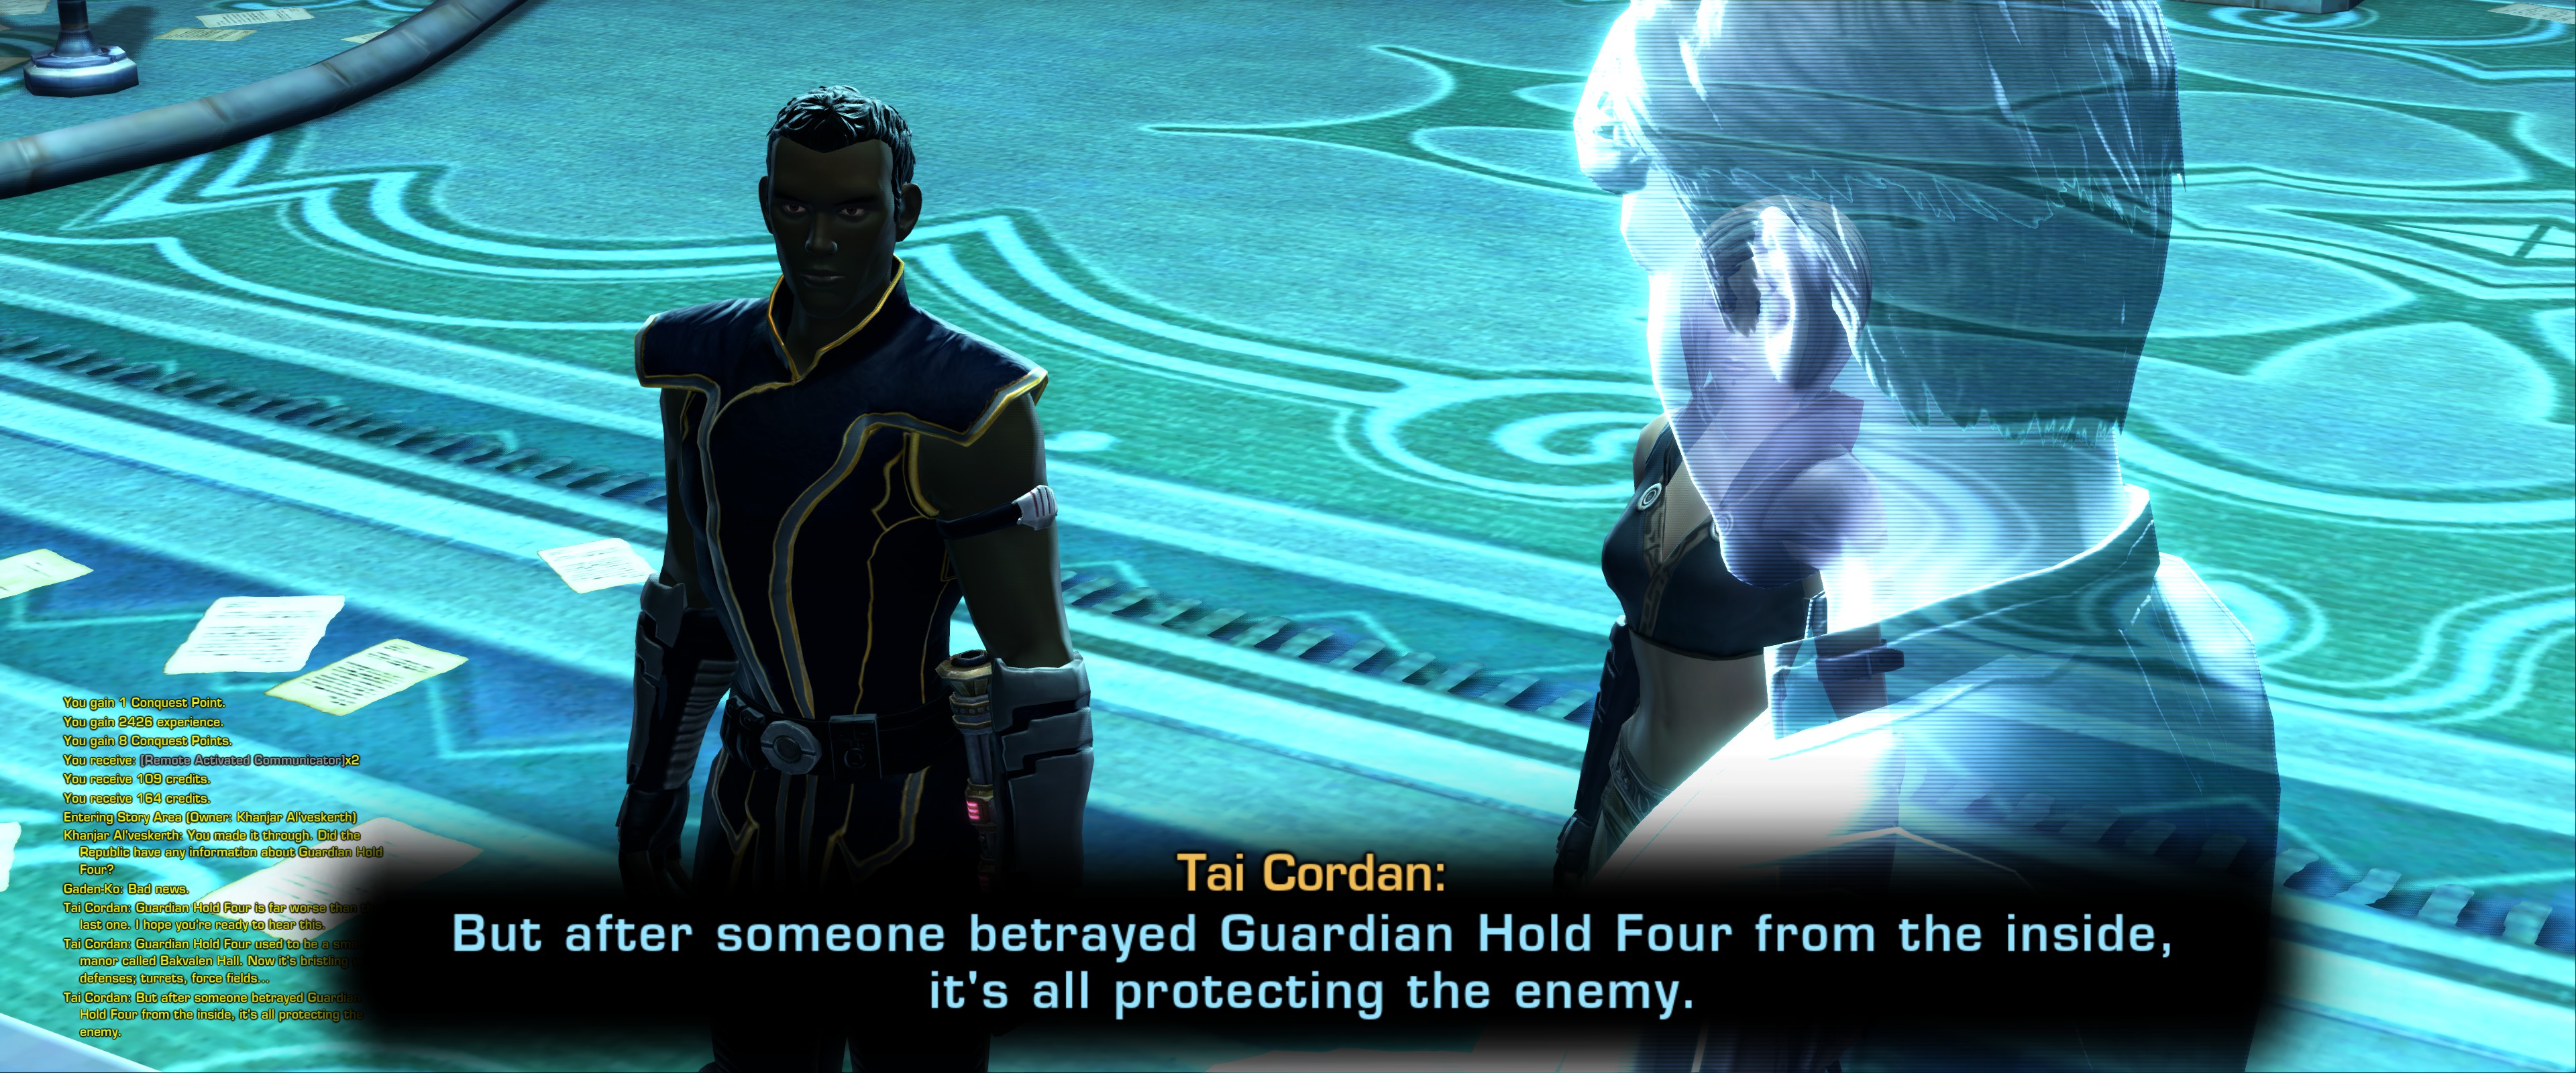 You gain 1 Conquest Point.
You gain 2426 experience.
You gain 8 Conquest Points.
You receive: [Remote Activated Communicator]x2
You receive 109 credits.
You receive 164 credits.
Entering Story Area (Owner: Khanjar Al'veskerth)
Khanjar Al'veskerth: You made it through. Did the
Republic have any information about Guardian Hold
Four?
Gaden-Ko: Bad news.
Tai Cordan: Guardian Hold Four is far worse than
last one. I hope you're ready to hear this.
Tai Cordan: Guardian Hold Four used to be a
manor called Bakvalen Hall. Now it's bristling
defenses; turrets, force fields...
Tai Cordan: But after someone betrayed Guardian
Hold Four from the inside, it's all protecting the
enemy.
Tai Cordan:
But after someone betrayed Guardian Hold Four from the inside,
it's all protecting the enemy.